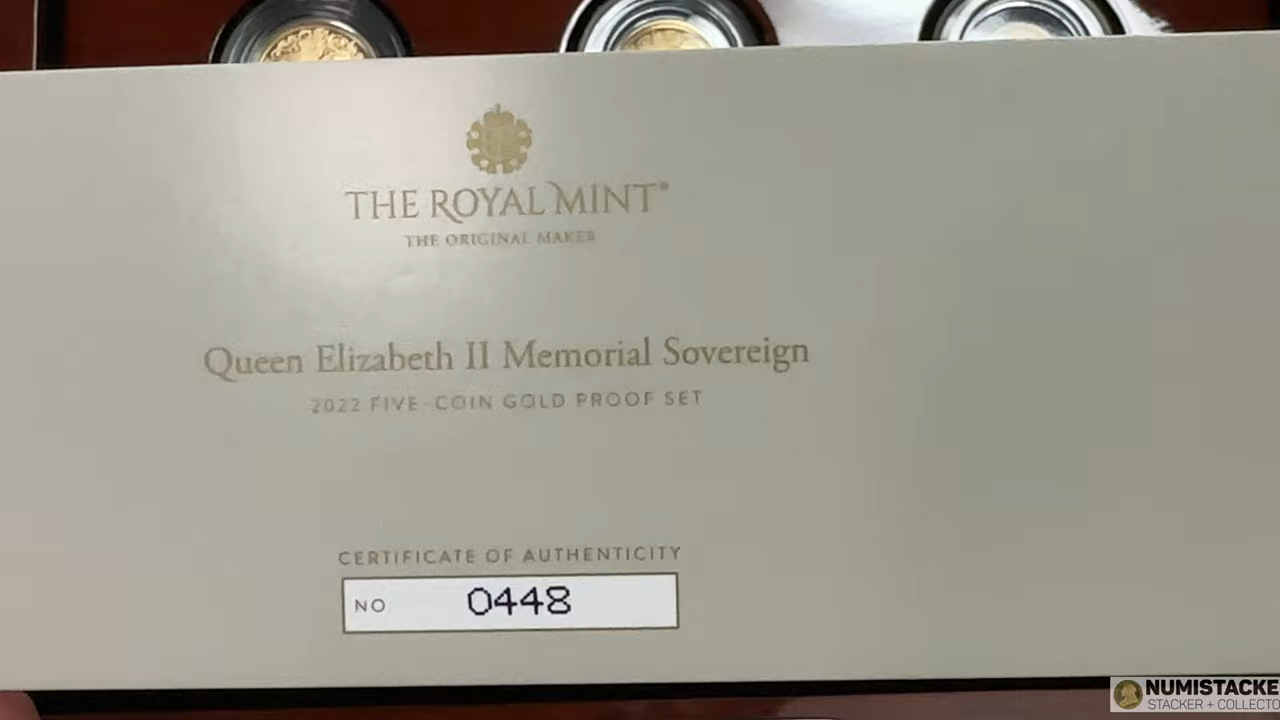 THE ROYAL MINT®
THE ORIGINAL MAKER
Queen Elizabeth II Memorial Sovereign
2022 FIVE-COIN GOLD PROOF SET
CERTIFICATE OF AUTHENTICITY
NO 0448
NUMISTACKE
STACKER + COLLECTO